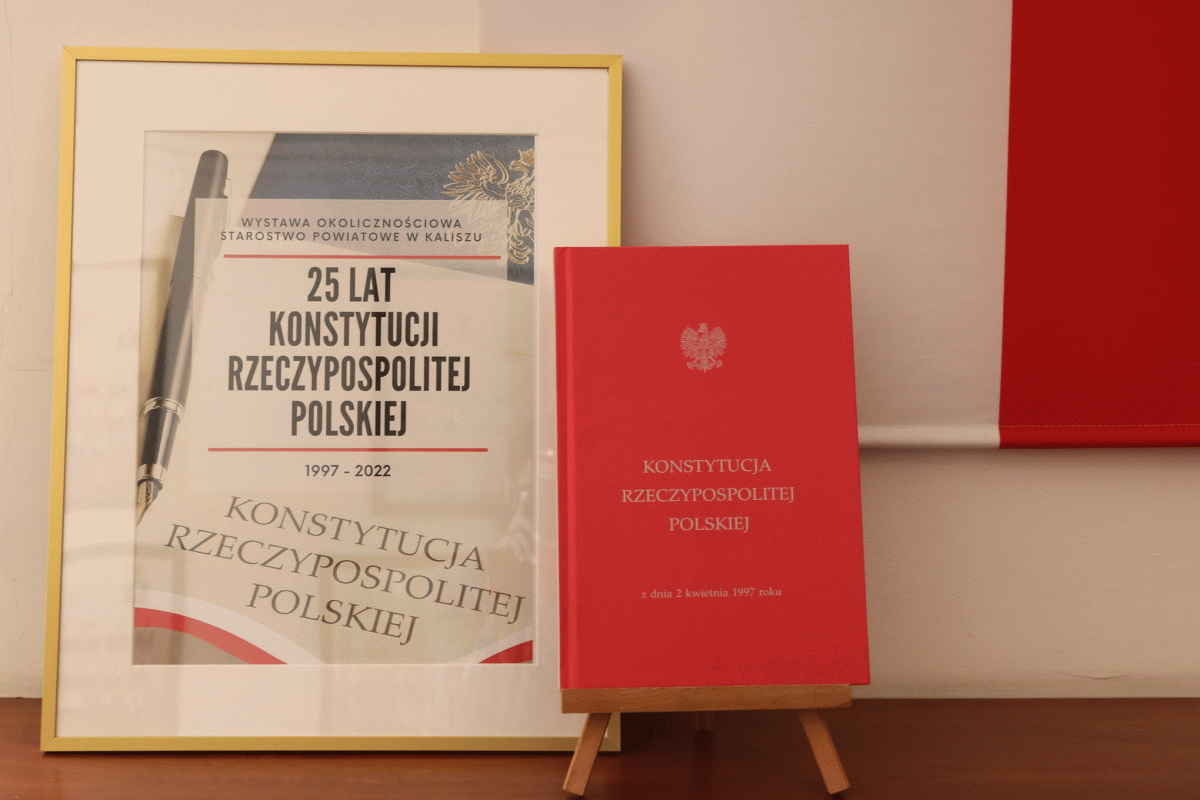 WYSTAWA OKOLICZNOŚCIOWA
STAROSTWO POWIATOWE W KALISZU
25 LAT
KONSTYTUCJI
RZECZYPOSPOLITEJ
POLSKIEJ
1997 - 2022
KONSTYTUCJA
RZECZYPOSPOLITEJ
POLSKIEJ
KONSTYTUCJA
RZECZYPOSPOLITEJ
POLSKIEJ
z dnia 2 kwietnia 1997 roku